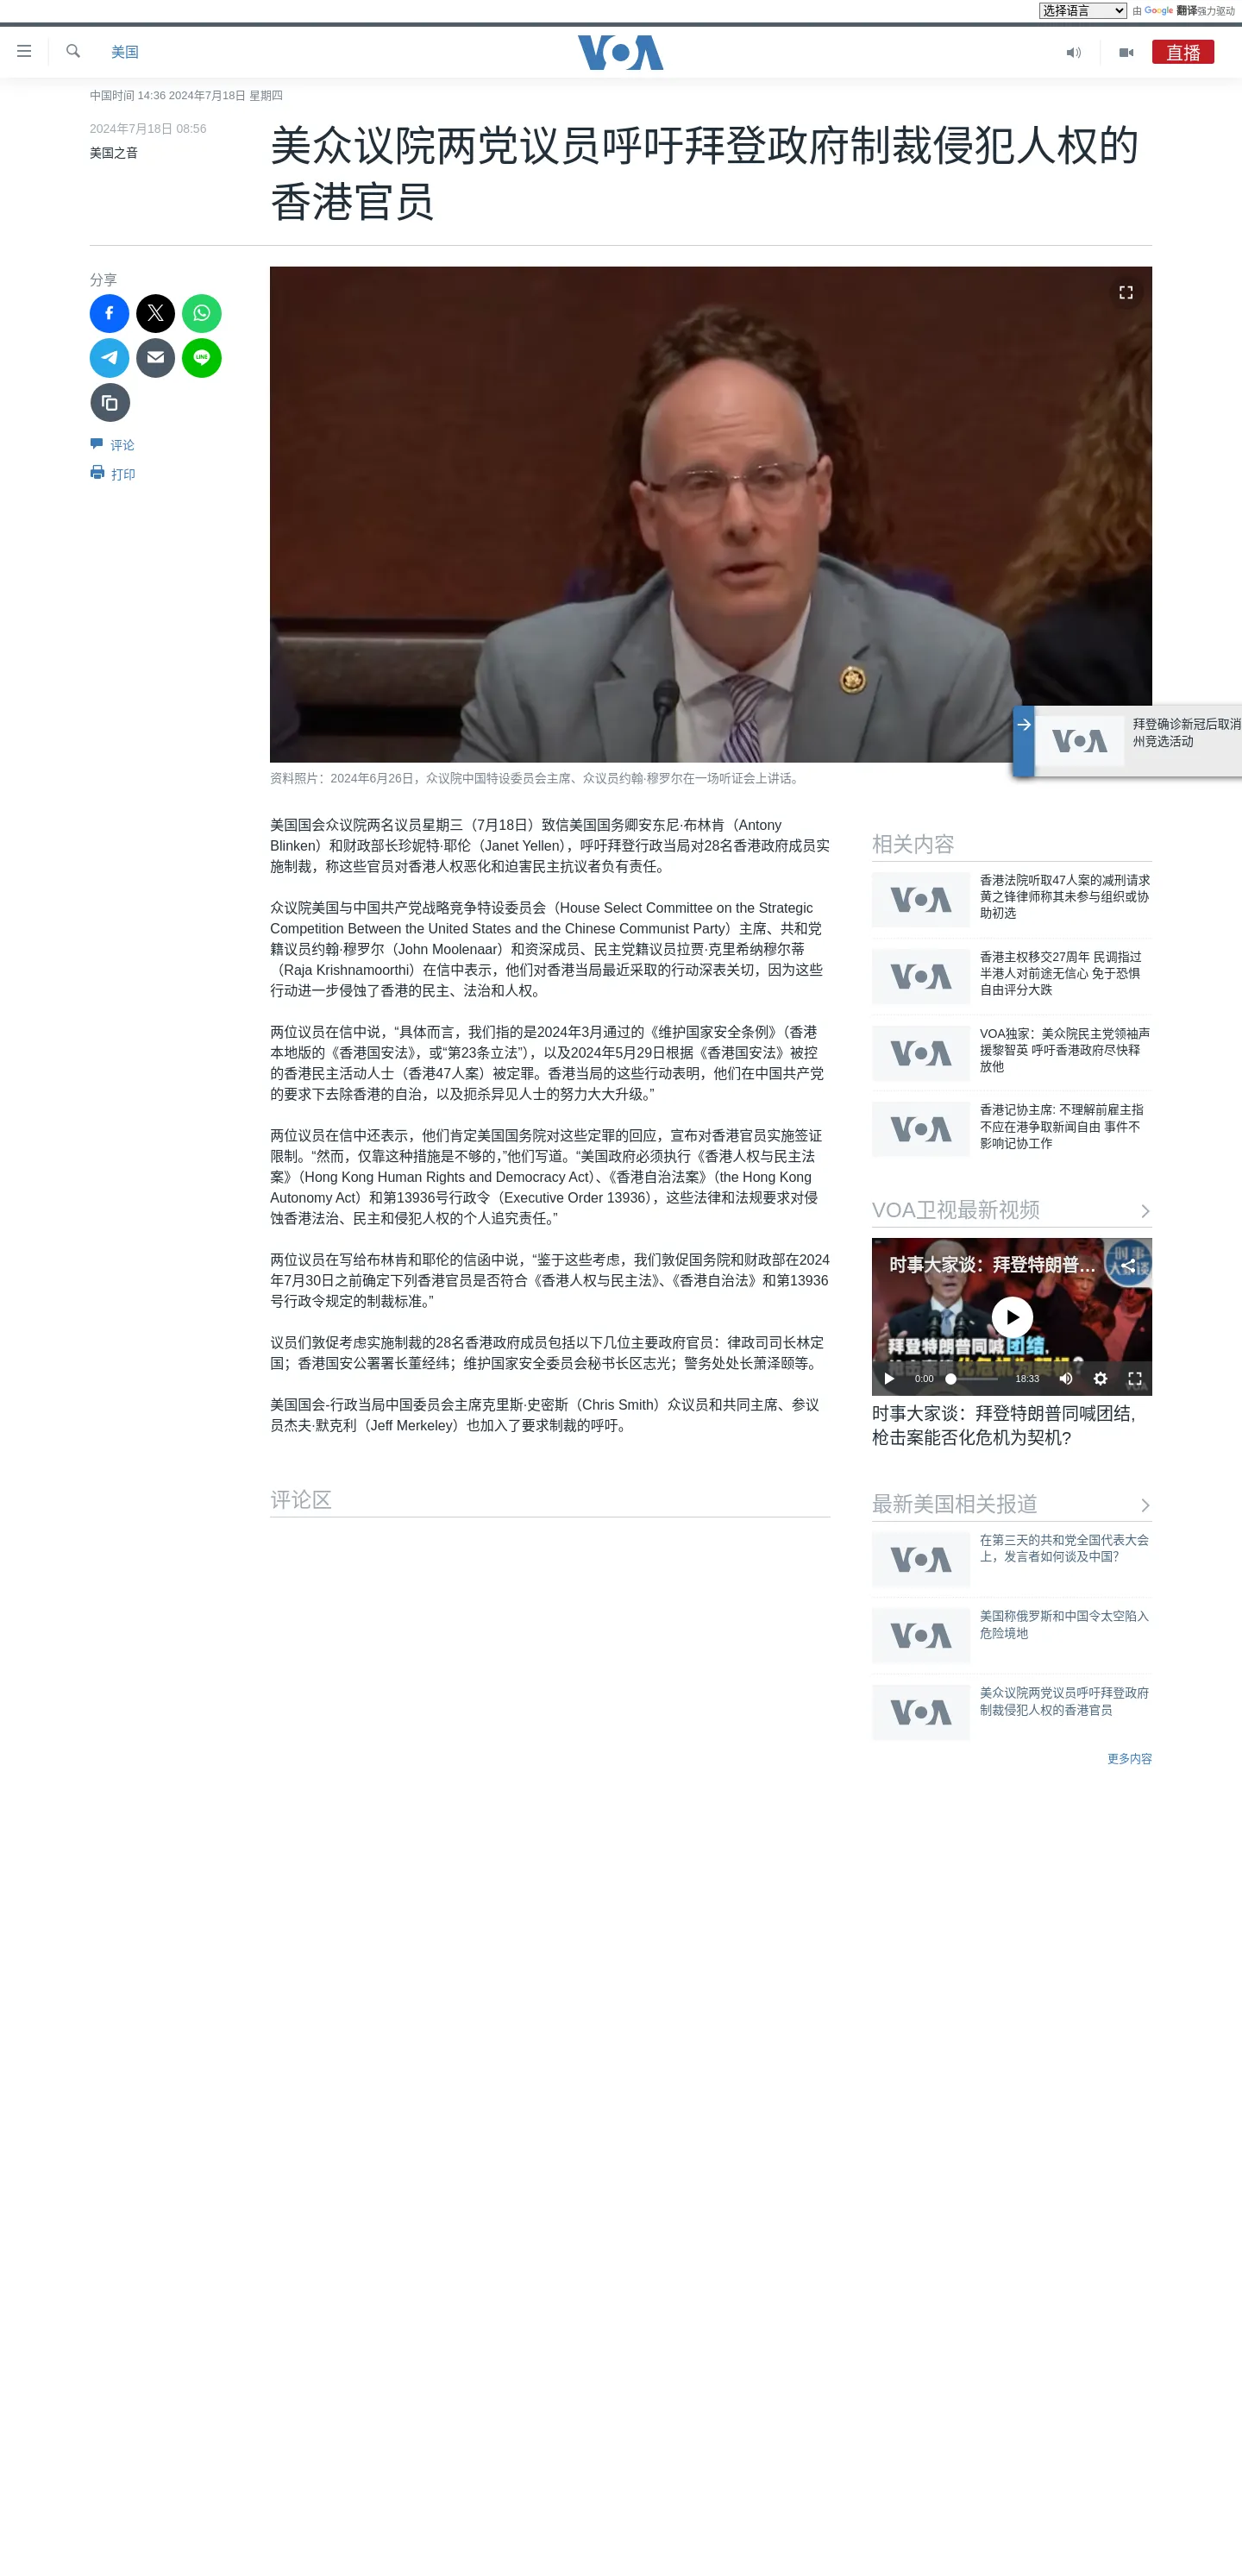 选择语言
由 Google 翻译强力驱动
美国
VOA
直播
中国时间 14:36 2024年7月18日 星期四
2024年7月18日 08:56
美国之音
美众议院两党议员呼吁拜登政府制裁侵犯人权的
香港官员
分享
LINE
评论
打印
拜登确诊新冠后取消
州竞选活动
VOA
资料照片：2024年6月26日，众议院中国特设委员会主席、众议员约翰·穆罗尔在一场听证会上讲话。
美国国会众议院两名议员星期三（7月18日）致信美国国务卿安东尼·布林肯（Antony
Blinken）和财政部长珍妮特·耶伦（Janet Yellen），呼吁拜登行政当局对28名香港政府成员实
施制裁，称这些官员对香港人权恶化和迫害民主抗议者负有责任。
众议院美国与中国共产党战略竞争特设委员会（House Select Committee on the Strategic
Competition Between the United States and the Chinese Communist Party）主席、共和党
籍议员约翰·穆罗尔（John Moolenaar）和资深成员、民主党籍议员拉贾·克里希纳穆尔蒂
（Raja Krishnamoorthi）在信中表示，他们对香港当局最近采取的行动深表关切，因为这些
行动进一步侵蚀了香港的民主、法治和人权。
两位议员在信中说，“具体而言，我们指的是2024年3月通过的《维护国家安全条例》（香港
本地版的《香港国安法》，或“第23条立法”），以及2024年5月29日根据《香港国安法》被控
的香港民主活动人士（香港47人案）被定罪。香港当局的这些行动表明，他们在中国共产党
的要求下去除香港的自治，以及扼杀异见人士的努力大大升级。”
两位议员在信中还表示，他们肯定美国国务院对这些定罪的回应，宣布对香港官员实施签证
限制。“然而，仅靠这种措施是不够的，”他们写道。“美国政府必须执行《香港人权与民主法
案》（Hong Kong Human Rights and Democracy Act）、《香港自治法案》（the Hong Kong
Autonomy Act）和第13936号行政令（Executive Order 13936），这些法律和法规要求对侵
蚀香港法治、民主和侵犯人权的个人追究责任。”
两位议员在写给布林肯和耶伦的信函中说，“鉴于这些考虑，我们敦促国务院和财政部在2024
年7月30日之前确定下列香港官员是否符合《香港人权与民主法》、《香港自治法》和第13936
号行政令规定的制裁标准。”
议员们敦促考虑实施制裁的28名香港政府成员包括以下几位主要政府官员：律政司司长林定
国；香港国安公署署长董经纬；维护国家安全委员会秘书长区志光；警务处处长萧泽颐等。
美国国会-行政当局中国委员会主席克里斯·史密斯（Chris Smith）众议员和共同主席、参议
员杰夫·默克利（Jeff Merkeley）也加入了要求制裁的呼吁。
评论区
相关内容
VOA
香港法院听取47人案的减刑请求
黄之锋律师称其未参与组织或协
助初选
VOA
香港主权移交27周年 民调指过
半港人对前途无信心 免于恐惧
自由评分大跌
VOA
VOA独家：美众院民主党领袖声
援黎智英 呼吁香港政府尽快释
放他
VOA
香港记协主席: 不理解前雇主指
不应在港争取新闻自由 事件不
影响记协工作
VOA卫视最新视频
时事大家谈：拜登特朗普…
时事
大家谈
拜登特朗普同喊团结,
枪击案能否化危机为契机?
0:00
18:33
VOA
时事大家谈：拜登特朗普同喊团结,
枪击案能否化危机为契机?
最新美国相关报道
VOA
在第三天的共和党全国代表大会
上，发言者如何谈及中国?
VOA
美国称俄罗斯和中国令太空陷入
危险境地
VOA
美众议院两党议员呼吁拜登政府
制裁侵犯人权的香港官员
更多内容